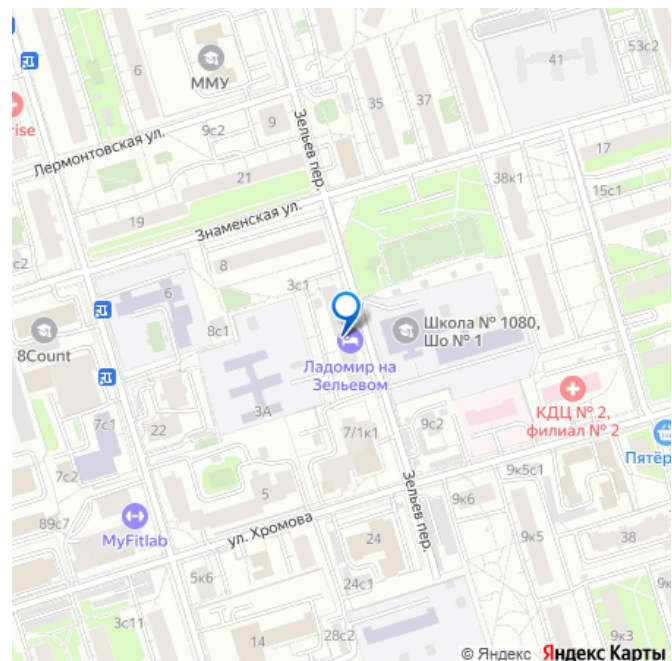 53с2
6
ММУ
41
35
37
rise
9с2
9
Зельев пер.
Лермонтовская ул.
17
38к1
21
15с1
19
Знаменская ул.
с2
8
3с1
6
8с1
8Count
Школа № 1080,
Шо № 1
Ладомир на
Зельевом
3А
КДЦ № 2,
филиал № 2
7с1
22
7/1к1
9с2
Пятёр
7с2
9к5с1
5
Зельев пер.
89с7
MyFitlab
ул. Хромова
9к6
24
9к5
38
5к6
24с1
9к
3с11
14
28с2
9к3
© Яндекс Яндекс Карты